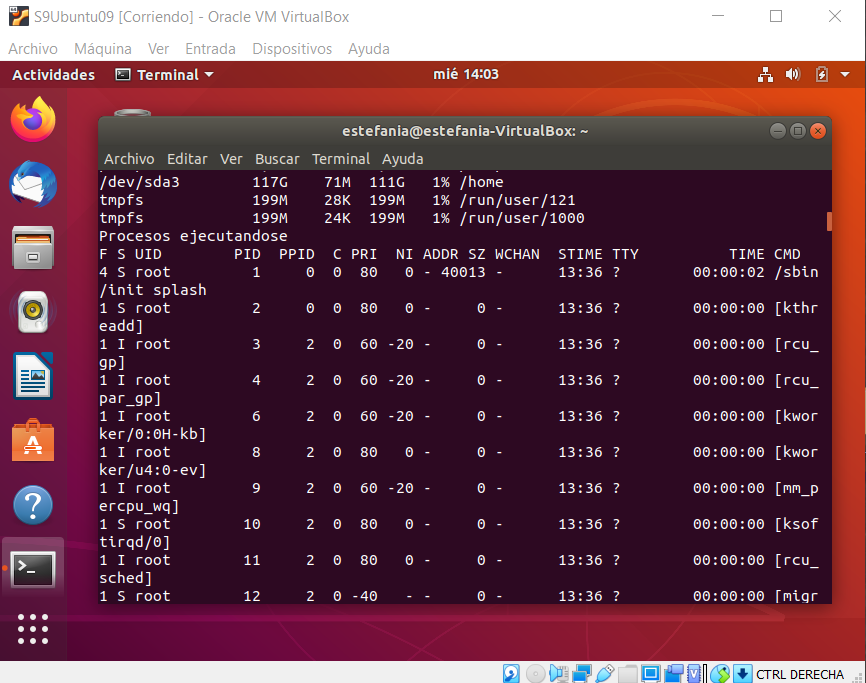 S9Ubuntu09 [Corriendo] - Oracle VM VirtualBox
Archivo Máquina Ver Entrada Dispositivos Ayuda
Actividades Terminal mié 14:03
estefania@estefania-VirtualBox: ~
Archivo Editar Ver Buscar Terminal Ayuda
/dev/sda3 117G 71M 111G 1% /home
tmpfs 199M 28K 199M 1% /run/user/121
tmpfs 199M 24K 199M 1% /run/user/1000
Procesos ejecutandose
F S UID PID PPID C PRI NI ADDR SZ WCHAN STIME TTY TIME CMD
4 S root 1 0 0 80 0 - 40013 - 13:36 ? 00:00:02 /sbin
/init splash
1 S root 2 0 0 80 0 - 0 - 13:36 ? 00:00:00 [kthr
eadd]
1 I root 3 2 0 60 -20 - 0 - 13:36 ? 00:00:00 [rcu_
gp]
1 I root 4 2 0 60 -20 - 0 - 13:36 ? 00:00:00 [rcu_
par_gp]
1 I root 6 2 0 60 -20 - 0 - 13:36 ? 00:00:00 [kwor
ker/0:0H-kb]
1 I root 8 2 0 80 0 - 0 - 13:36 ? 00:00:00 [kwor
ker/u4:0-ev]
1 I root 9 2 0 60 -20 - 0 - 13:36 ? 00:00:00 [mm_p
ercpu_wq]
1 S root 10 2 0 80 0 - 0 - 13:36 ? 00:00:00 [ksof
tirqd/0]
1 I root 11 2 0 80 0 - 0 - 13:36 ? 00:00:00 [rcu_
sched]
1 S root 12 2 0 -40 - - 0 - 13:36 ? 00:00:00 [migr
CTRL DERECHA